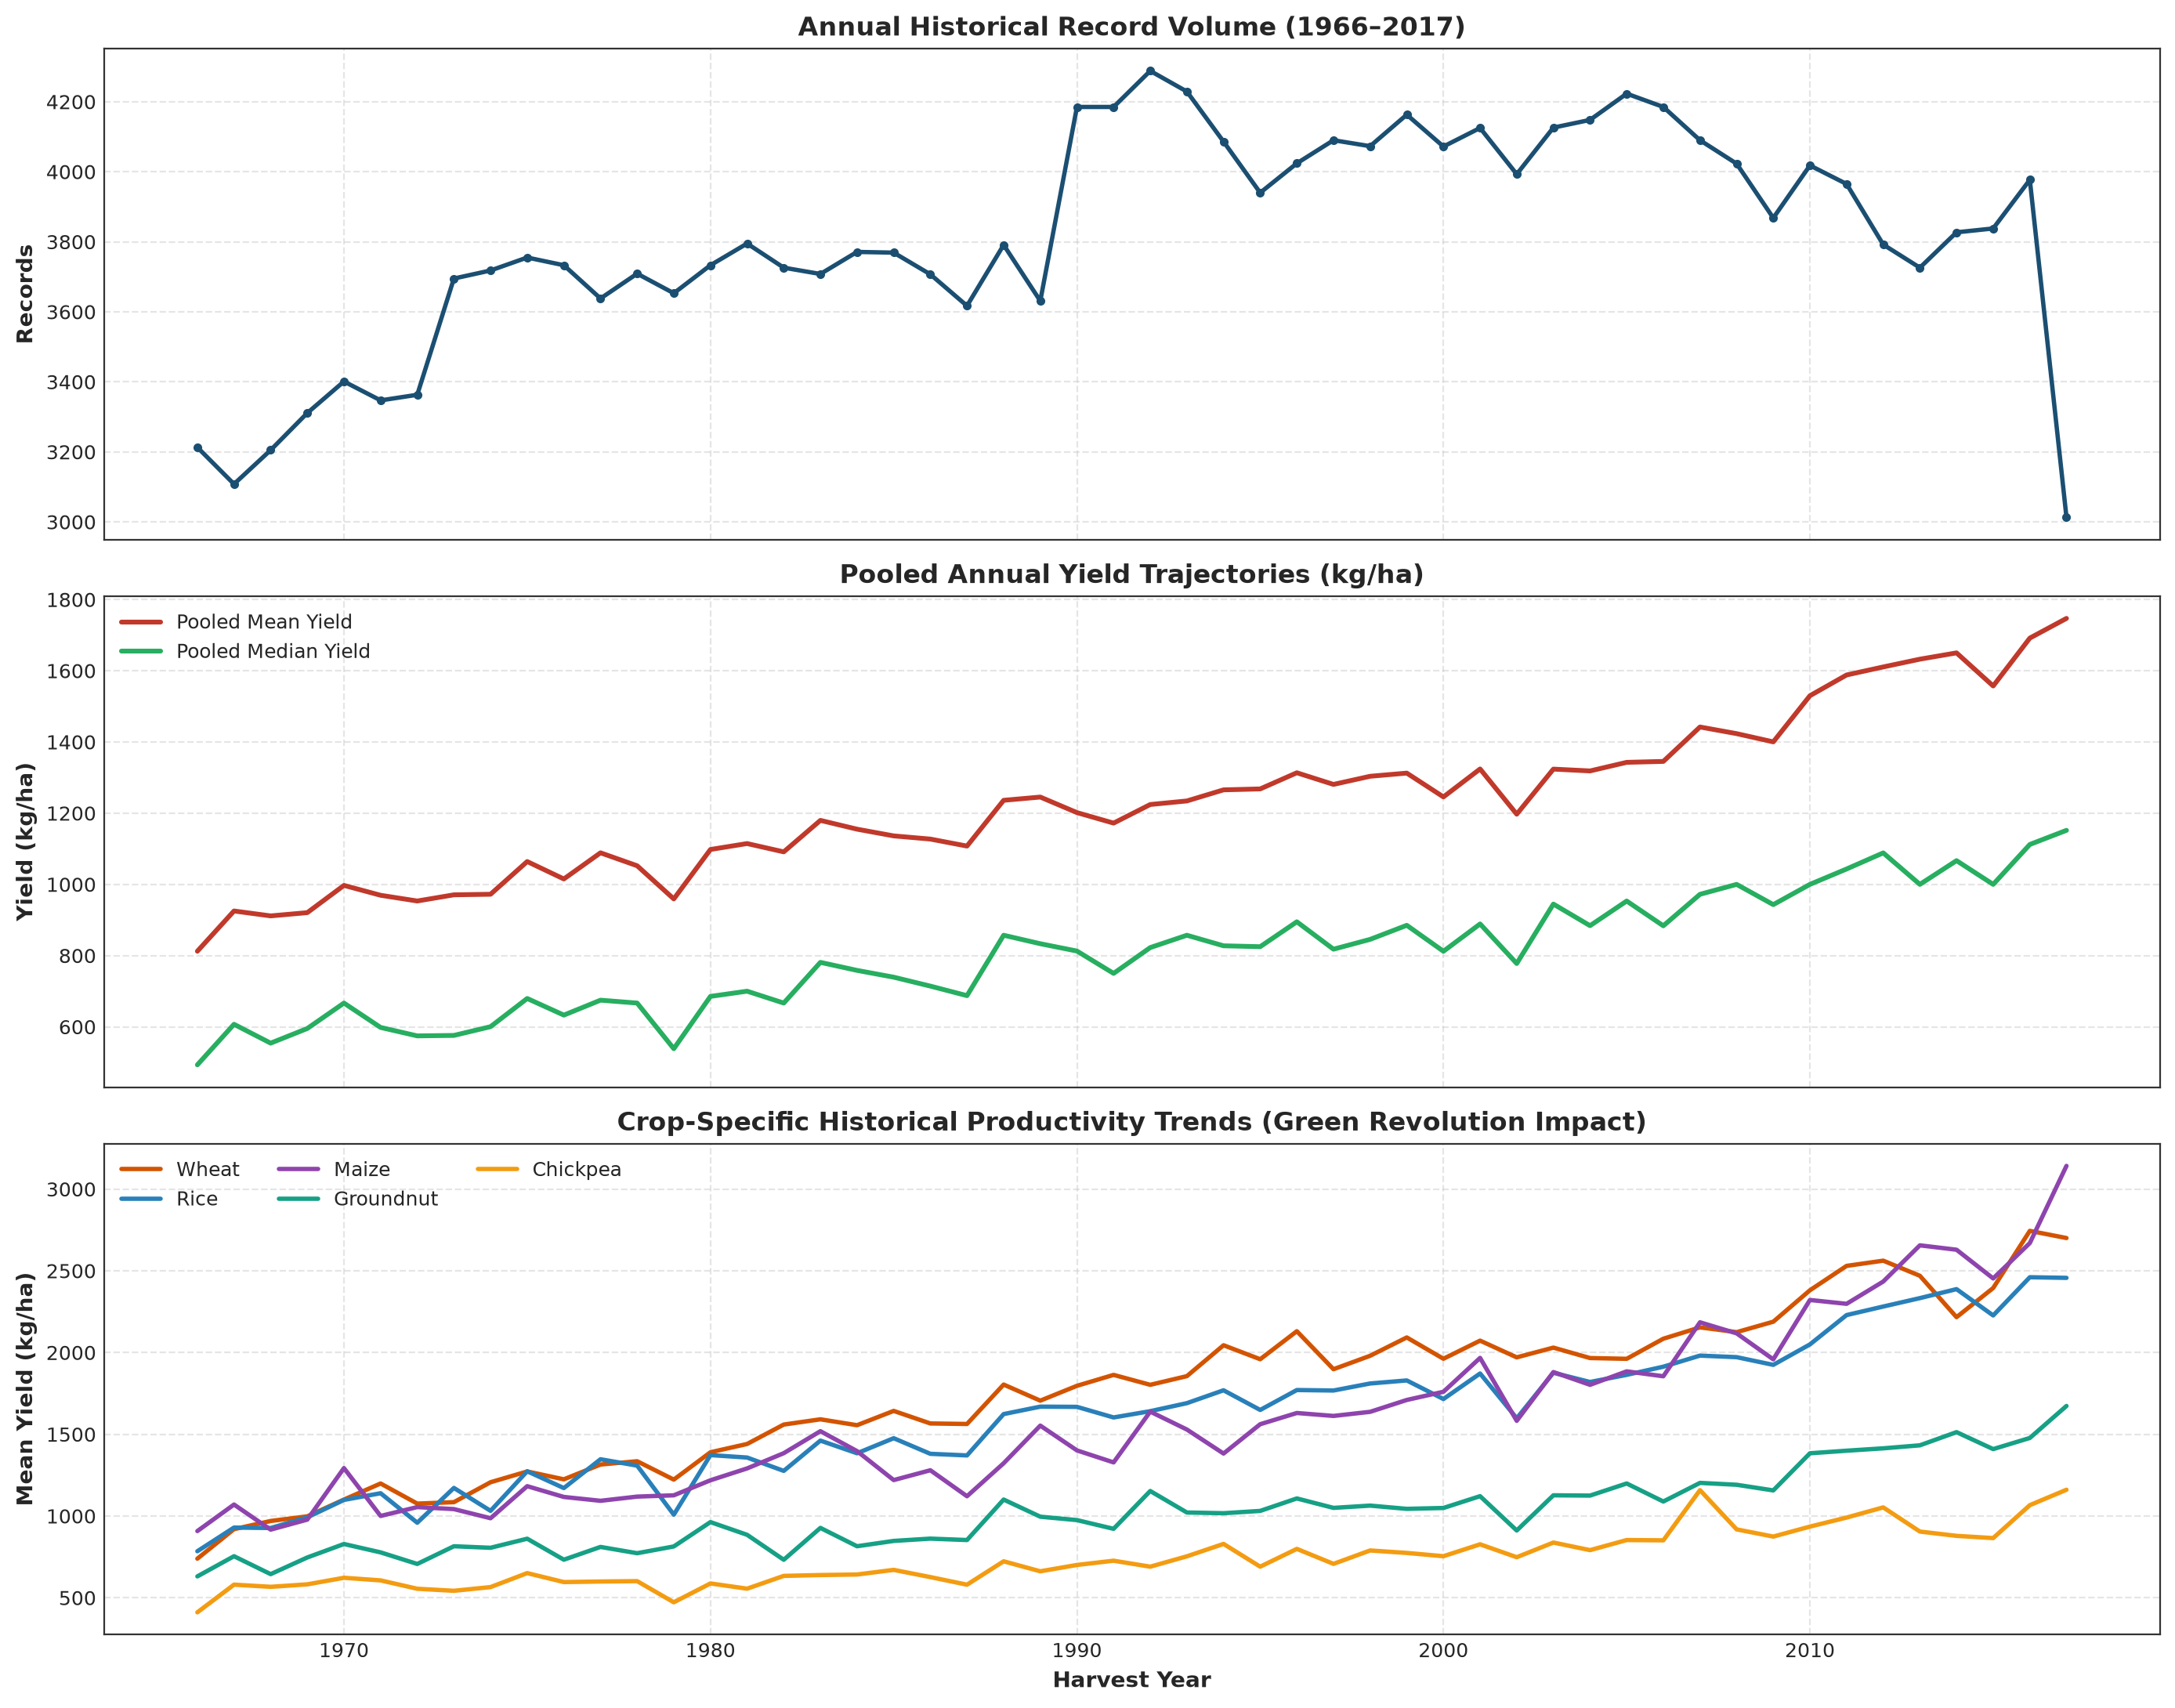 Annual Historical Record Volume (1966–2017)
4200
4000
3800
3600
3400
3200
3000
Records
Pooled Annual Yield Trajectories (kg/ha)
Pooled Mean Yield
Pooled Median Yield
1800
1600
1400
1200
1000
800
600
Yield (kg/ha)
Crop-Specific Historical Productivity Trends (Green Revolution Impact)
Wheat Maize Chickpea
Rice Groundnut
3000
2500
2000
1500
1000
500
Mean Yield (kg/ha)
1970 1980 1990 2000 2010
Harvest Year